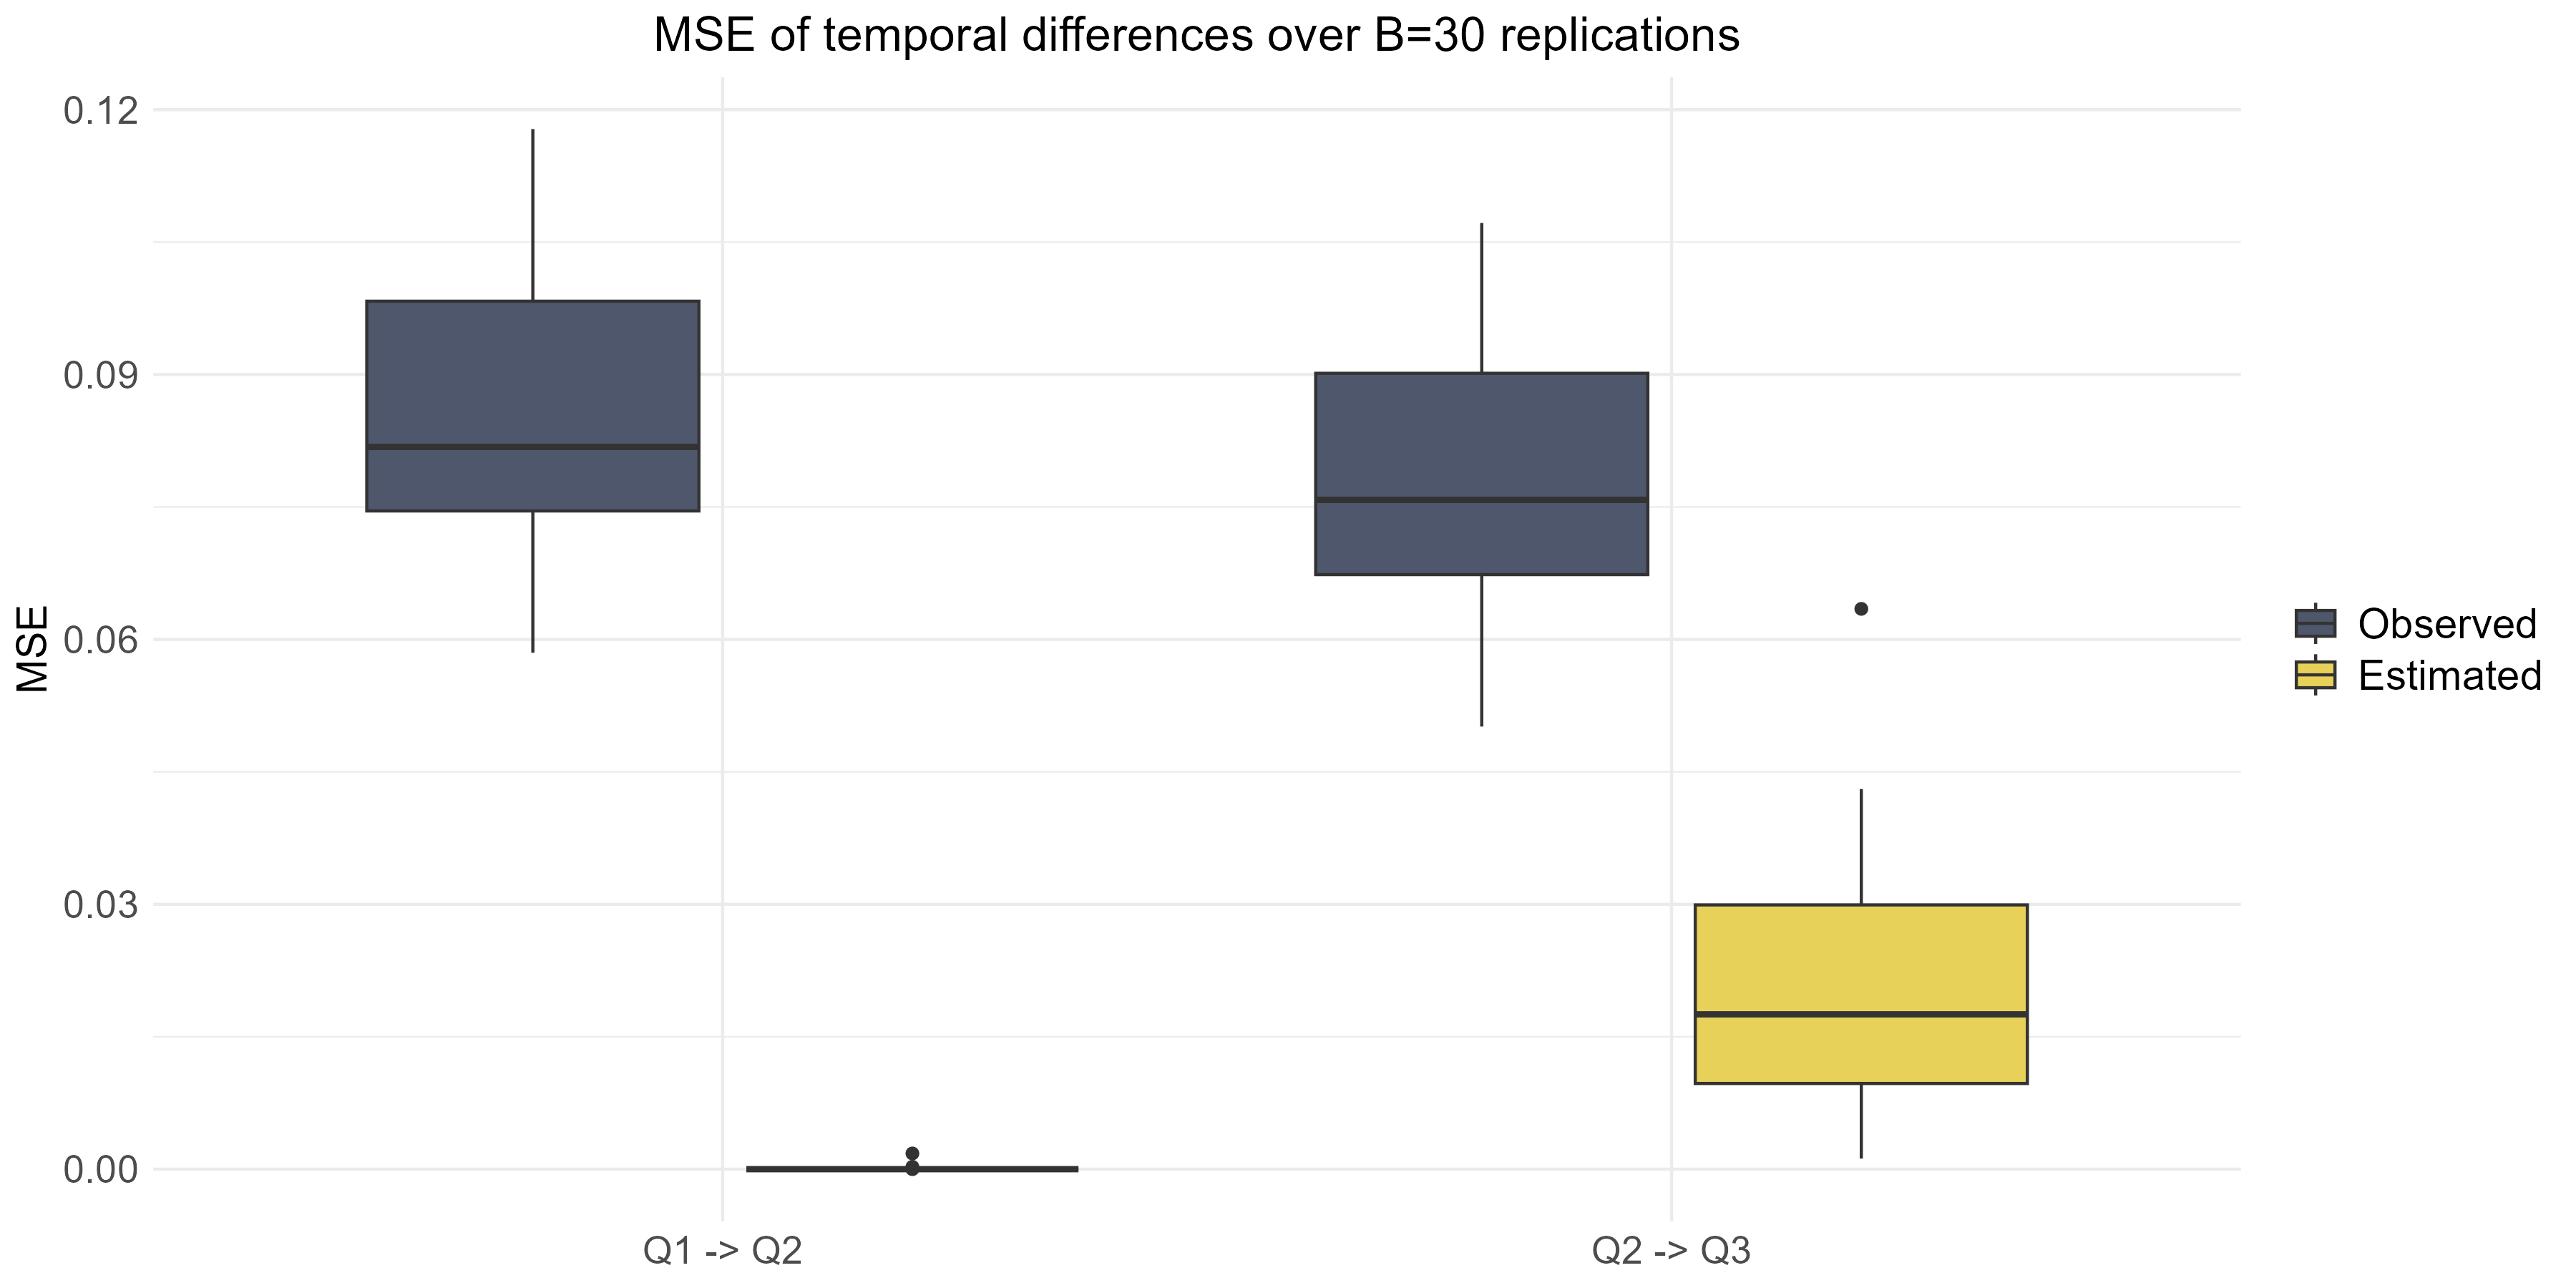 MSE of temporal differences over B=30 replications
0.12
0.09
0.06
0.03
0.00
MSE
Q1 -> Q2
Q2 -> Q3
Observed
Estimated